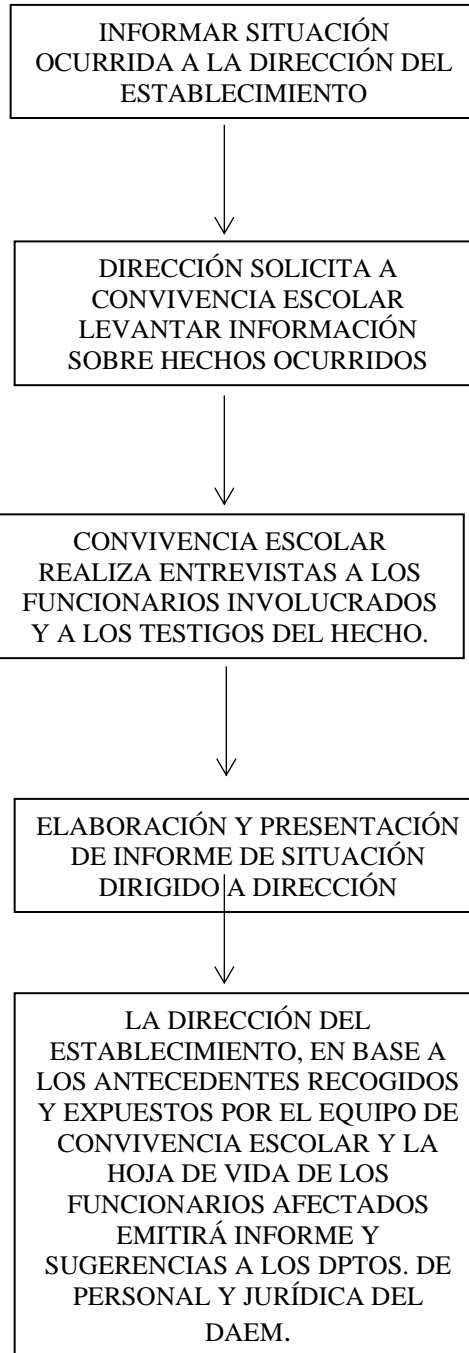 INFORMAR SITUACIÓN
OCURRIDA A LA DIRECCIÓN DEL
ESTABLECIMIENTO
DIRECCIÓN SOLICITA A
CONVIVENCIA ESCOLAR
LEVANTAR INFORMACIÓN
SOBRE HECHOS OCURRIDOS
CONVIVENCIA ESCOLAR
REALIZA ENTREVISTAS A LOS
FUNCIONARIOS INVOLUCRADOS
Y A LOS TESTIGOS DEL HECHO.
ELABORACIÓN Y PRESENTACIÓN
DE INFORME DE SITUACIÓN
DIRIGIDO A DIRECCIÓN
LA DIRECCIÓN DEL
ESTABLECIMIENTO, EN BASE A
LOS ANTECEDENTES RECOGIDOS
Y EXPUESTOS POR EL EQUIPO DE
CONVIVENCIA ESCOLAR Y LA
HOJA DE VIDA DE LOS
FUNCIONARIOS AFECTADOS
EMITIRÁ INFORME Y
SUGERENCIAS A LOS DPTOS. DE
PERSONAL Y JURÍDICA DEL
DAEM.